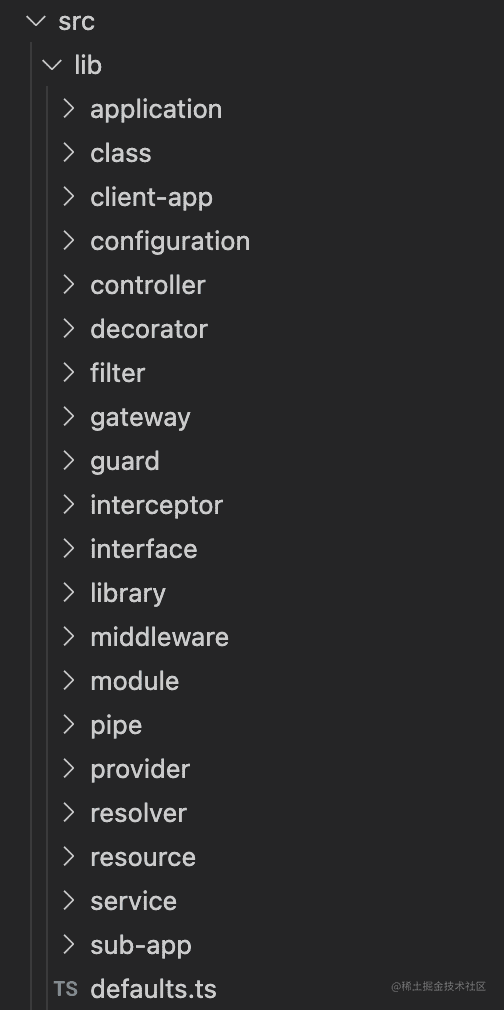 src
lib
application
class
client-app
configuration
controller
decorator
filter
gateway
guard
interceptor
interface
library
middleware
module
pipe
provider
resolver
resource
service
sub-app
TS defaults.ts
@稀土掘金技术社区